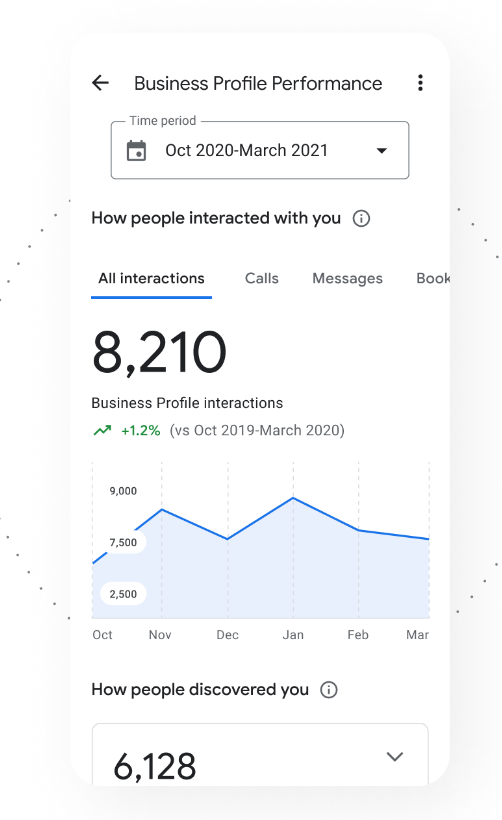 Business Profile Performance
Time period
Oct 2020-March 2021
How people interacted with you
All interactions Calls Messages Book
8,210
Business Profile interactions
+1.2% (vs Oct 2019-March 2020)
9,000
7,500
2,500
Oct Nov Dec Jan Feb Mar
How people discovered you
6,128